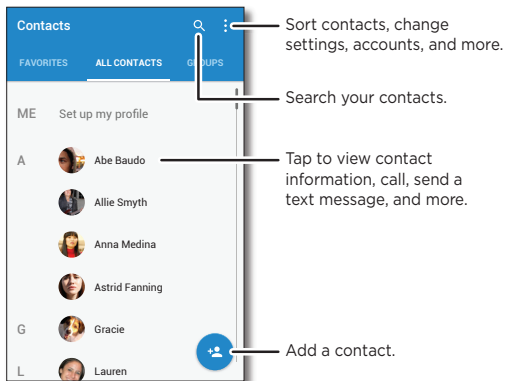 Contacts
FAVORITES ALL CONTACTS GROUPS
ME Set up my profile
A Abe Baudo
Allie Smyth
Anna Medina
Astrid Fanning
G Gracie
L Lauren
Sort contacts, change
settings, accounts, and more.
Search your contacts.
Tap to view contact
information, call, send a
text message, and more.
Add a contact.